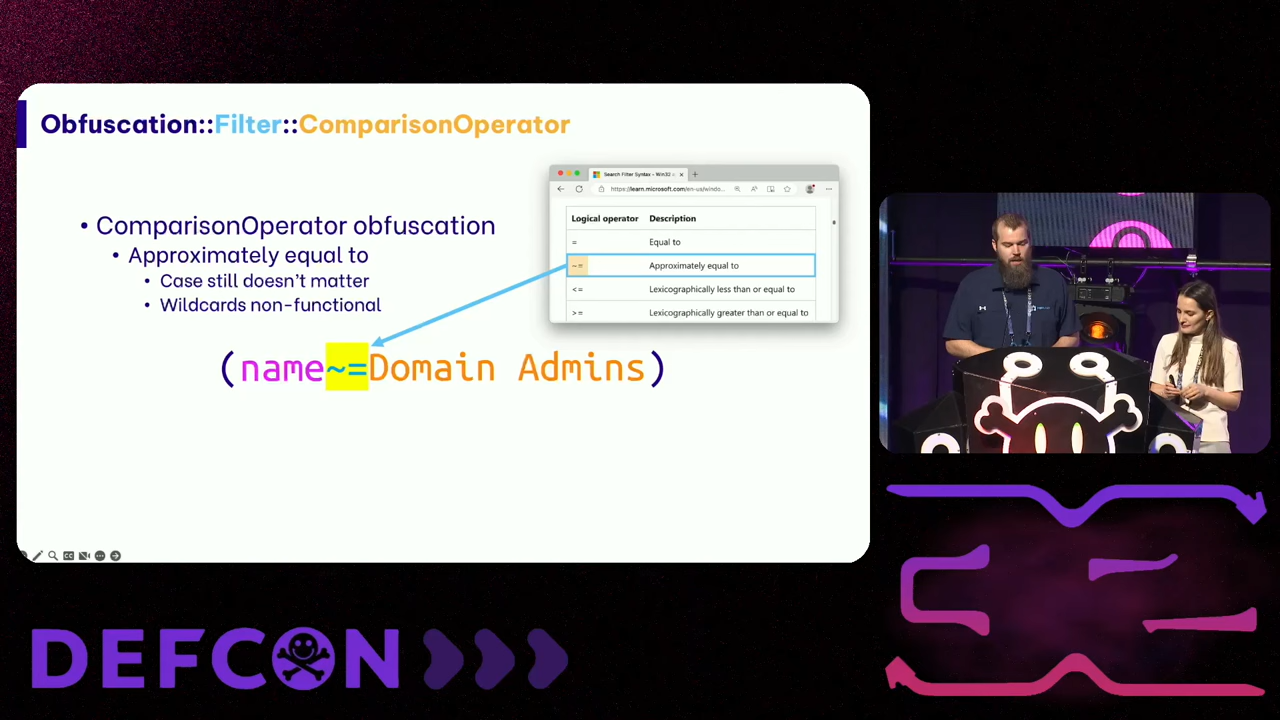 Obfuscation::Filter::ComparisonOperator
• ComparisonOperator obfuscation
• Approximately equal to
• Case still doesn’t matter
• Wildcards non-functional
Search Filter Syntax - Win32 a
https://learn.microsoft.com/en-us/windo...
Logical operator Description
= Equal to
~= Approximately equal to
<= Lexicographically less than or equal to
>= Lexicographically greater than or equal to
(name~=Domain Admins)
DEFCON